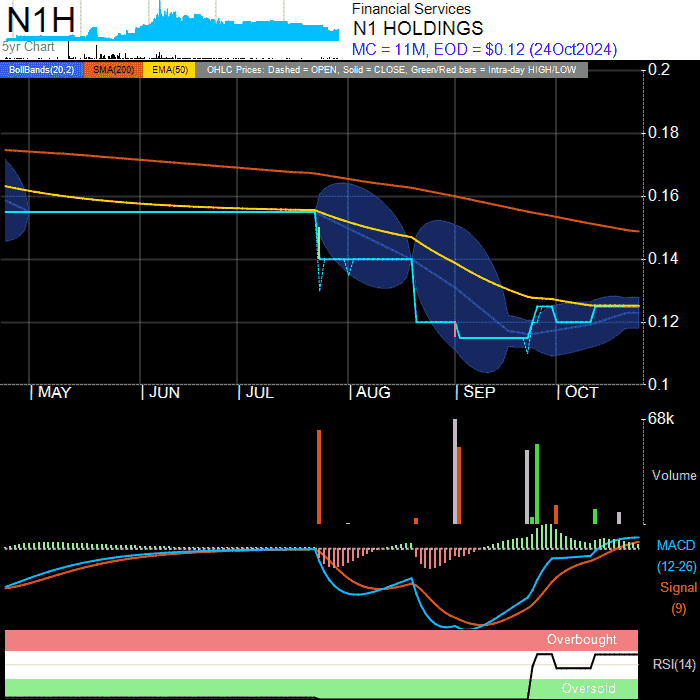 N1H
5yr Chart
Financial Services
N1 HOLDINGS
MC = 11M, EOD = $0.12 (24Oct2024)
BollBands(20,2) SMA(200) EMA(50) OHLC Prices: Dashed = OPEN, Solid = CLOSE, Green/Red bars = Intra-day HIGH/LOW
0.2
0.18
0.16
0.14
0.12
0.1
MAY JUN JUL AUG SEP OCT
68k
Volume
MACD
(12-26)
Signal
(9)
Overbought
RSI(14)
Oversold